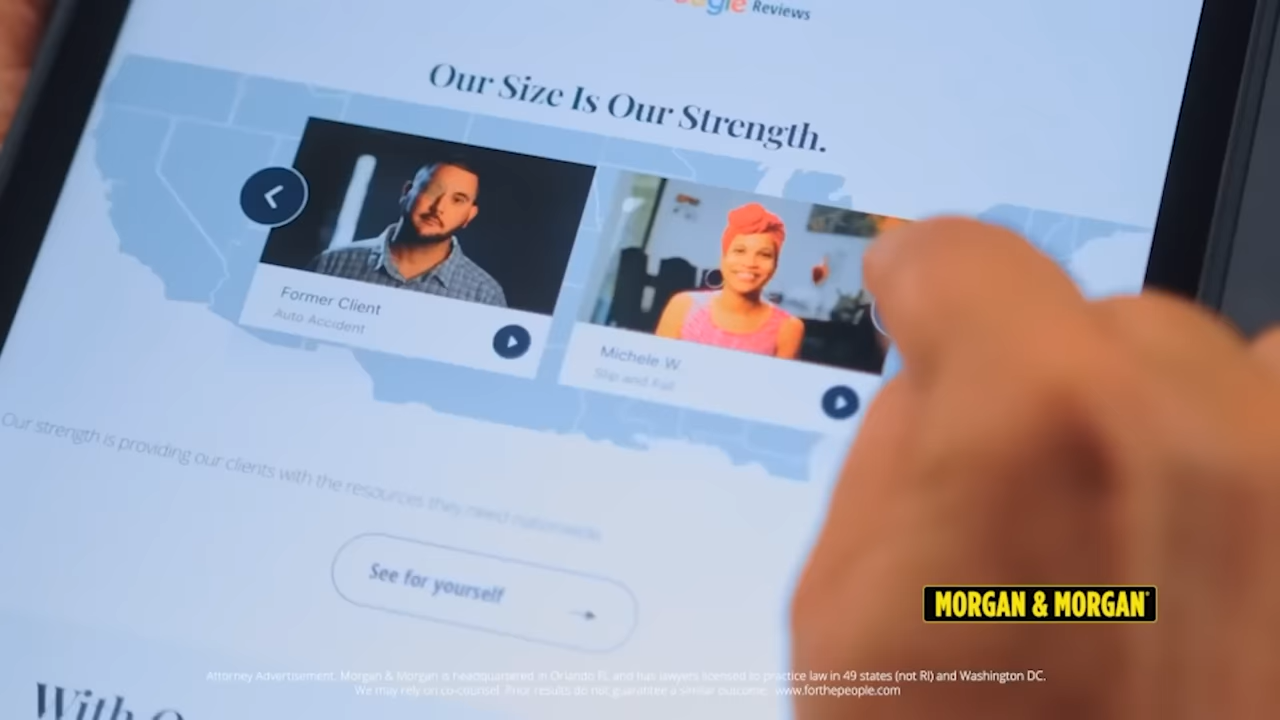 Google Reviews
Our Size Is Our Strength.
Former Client
Auto Accident
Michele W
Slip and Fall
Our strength is providing our clients with the resources they need nationwide.
See for yourself
MORGAN & MORGAN
Attorney Advertisement. Morgan & Morgan is headquartered in Orlando FL and has lawyers licensed to practice law in 49 states (not RI) and Washington DC.
We may rely on co-counsel. Prior results do not guarantee a similar outcome. www.forthepeople.com
With